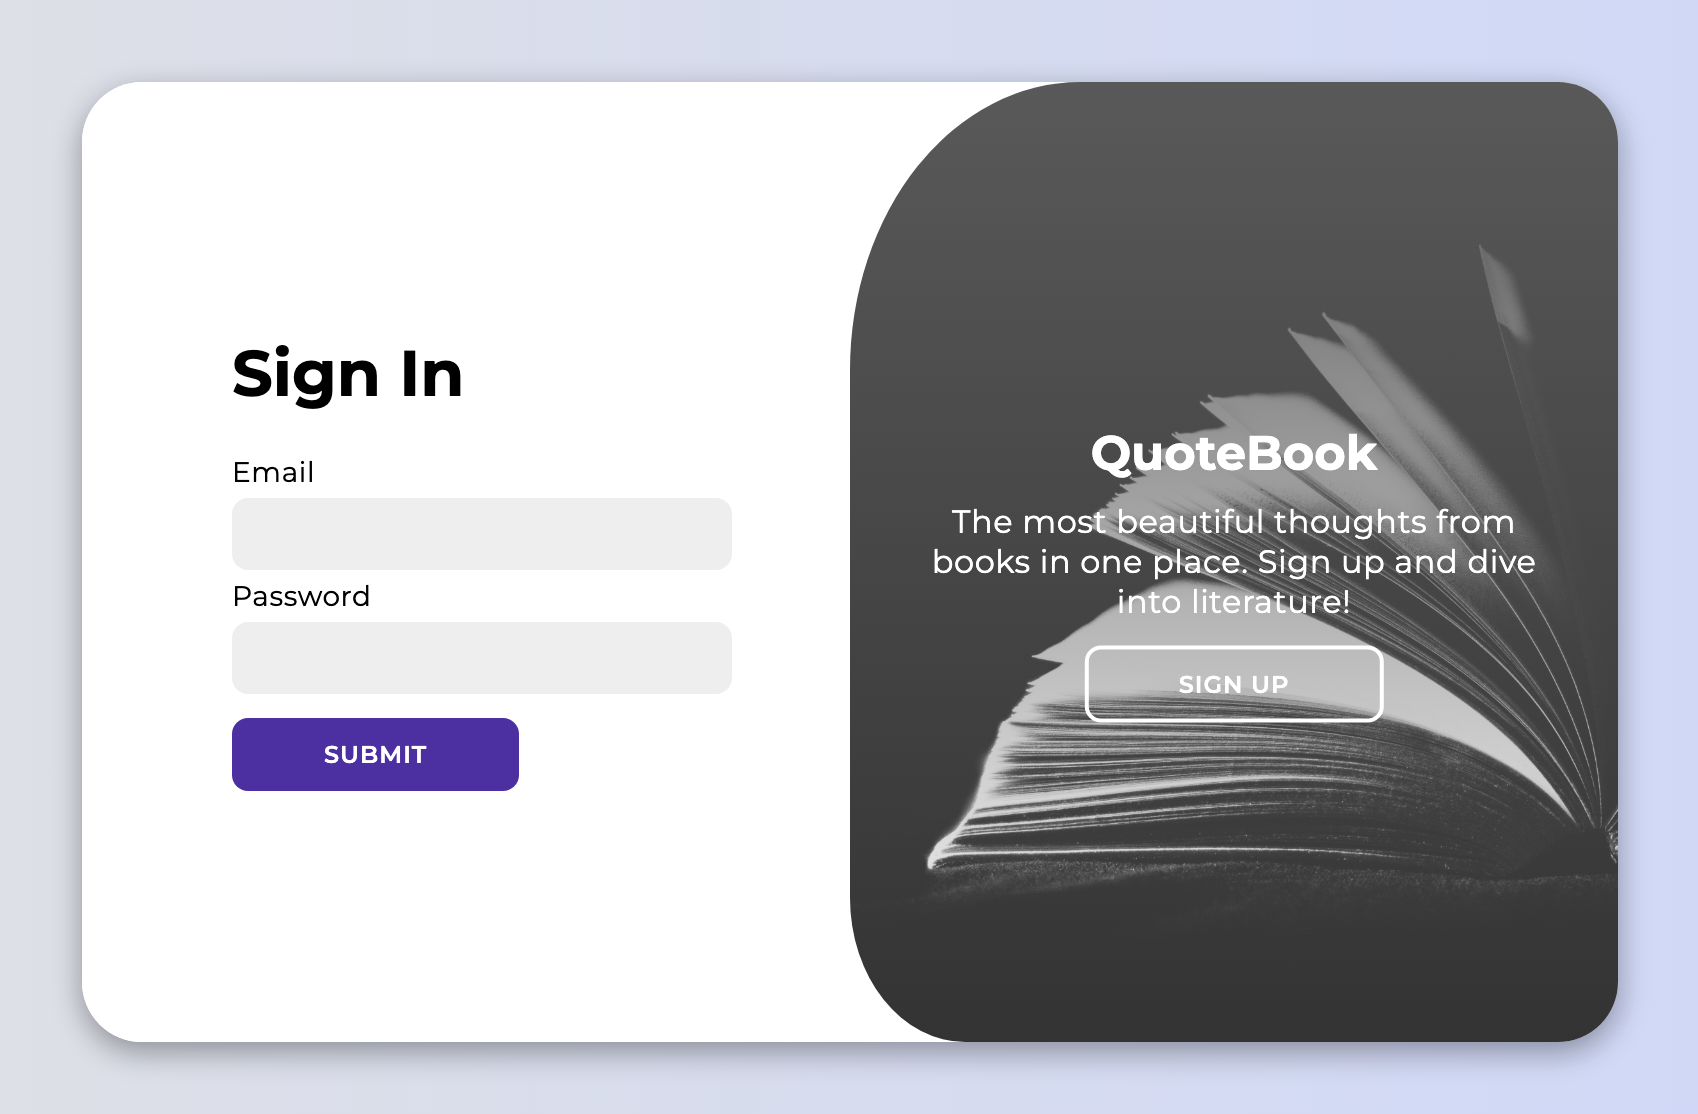 Sign In
Email
Password
SUBMIT
QuoteBook
The most beautiful thoughts from
books in one place. Sign up and dive
into literature!
SIGN UP